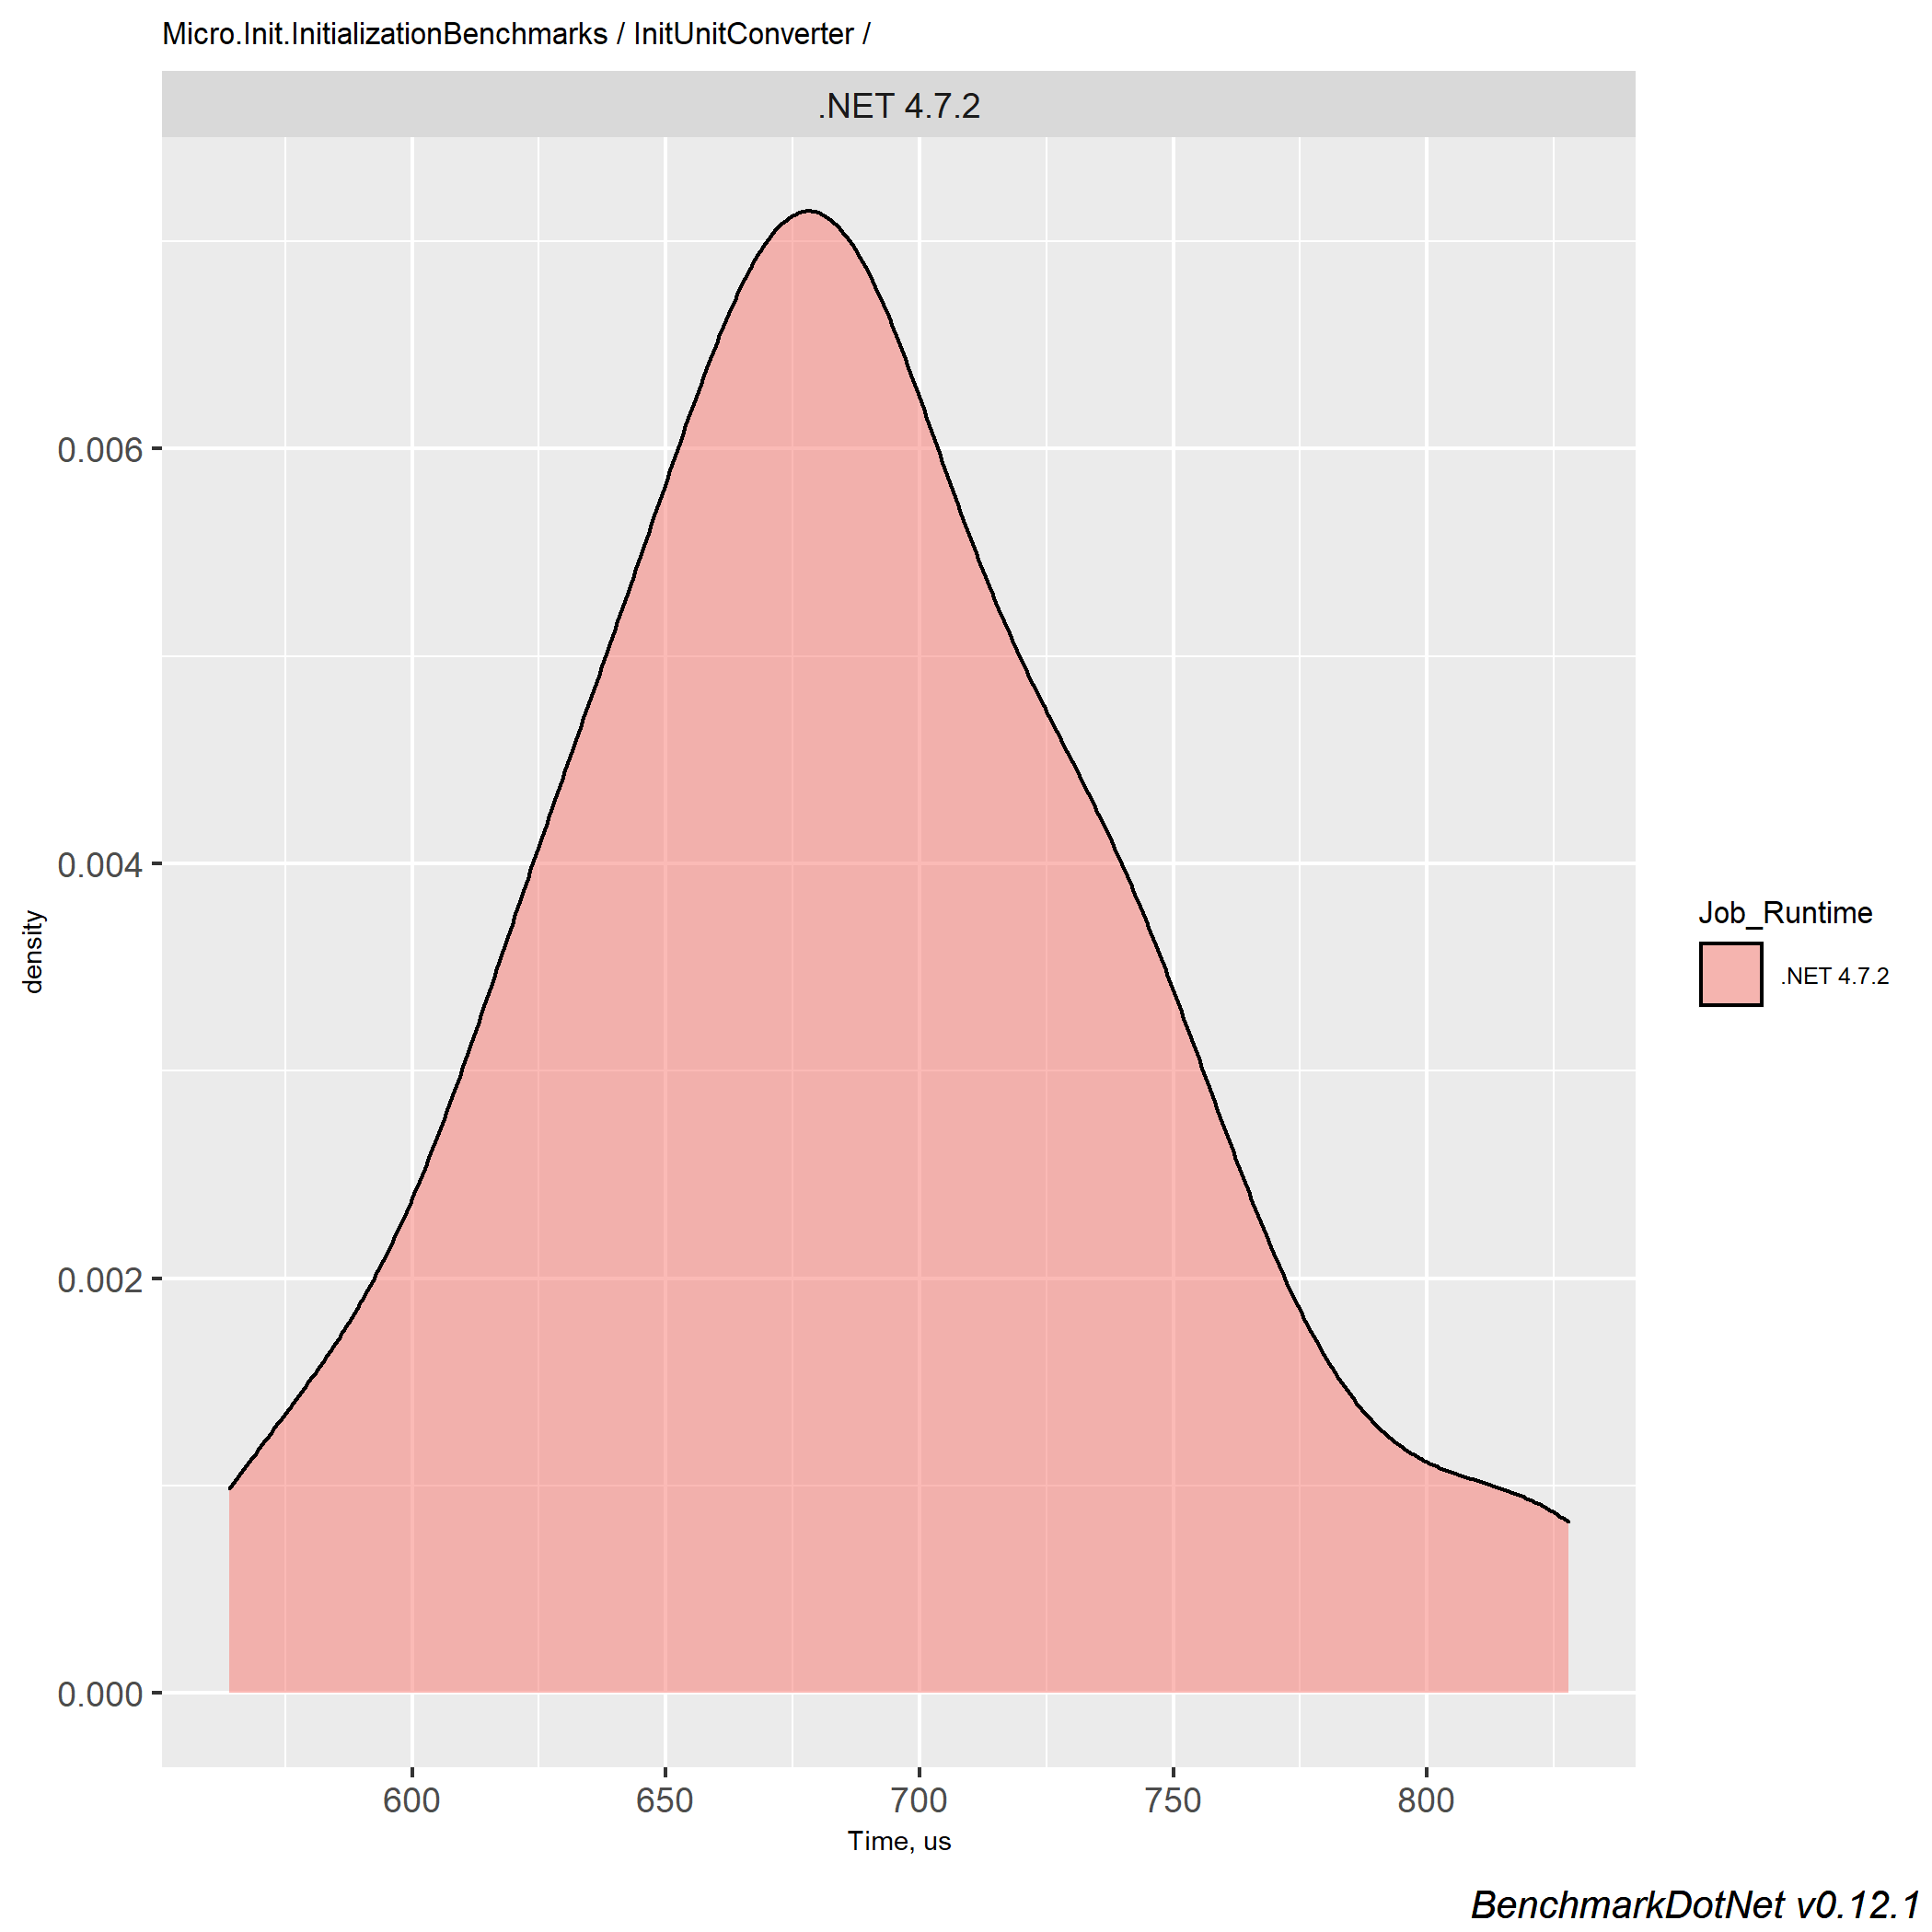 Micro.Init.InitializationBenchmarks / InitUnitConverter /
.NET 4.7.2
0.006
0.004
0.002
0.000
density
600 650 700 750 800
Time, us
Job_Runtime
.NET 4.7.2
BenchmarkDotNet v0.12.1